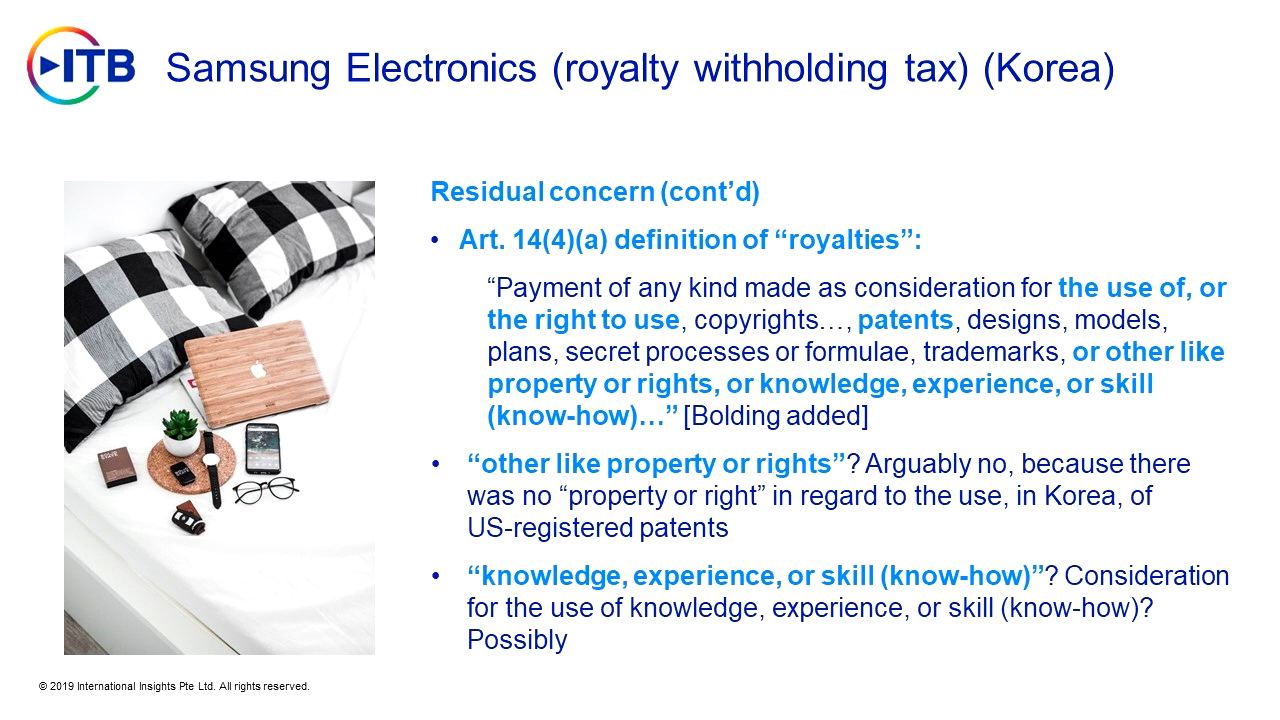 ITB
Samsung Electronics (royalty withholding tax) (Korea)
Residual concern (cont’d)
• Art. 14(4)(a) definition of “royalties”:
“Payment of any kind made as consideration for the use of, or
the right to use, copyrights…, patents, designs, models,
plans, secret processes or formulae, trademarks, or other like
property or rights, or knowledge, experience, or skill
(know-how)…” [Bolding added]
• “other like property or rights”? Arguably no, because there
was no “property or right” in regard to the use, in Korea, of
US-registered patents
• “knowledge, experience, or skill (know-how)”? Consideration
for the use of knowledge, experience, or skill (know-how)?
Possibly
© 2019 International Insights Pte Ltd. All rights reserved.